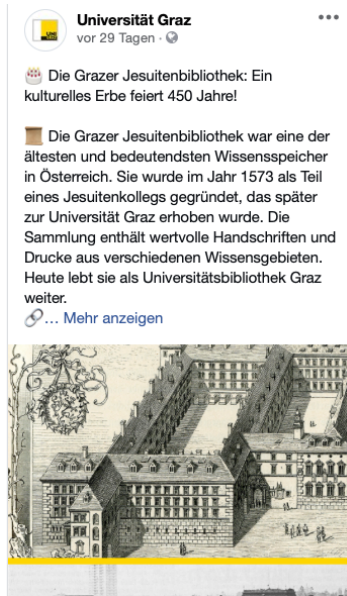 Universität Graz
vor 29 Tagen ·
🎂 Die Grazer Jesuitenbibliothek: Ein
kulturelles Erbe feiert 450 Jahre!
📜 Die Grazer Jesuitenbibliothek war eine der
ältesten und bedeutendsten Wissensspeicher
in Österreich. Sie wurde im Jahr 1573 als Teil
eines Jesuitenkollegs gegründet, das später
zur Universität Graz erhoben wurde. Die
Sammlung enthält wertvolle Handschriften und
Drucke aus verschiedenen Wissensgebieten.
Heute lebt sie als Universitätsbibliothek Graz
weiter.
🔗... Mehr anzeigen